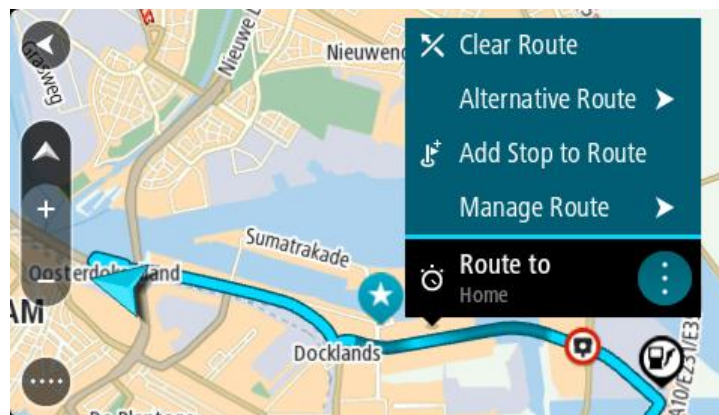 Grasweg
Nieuwe L
Nieuwend
Clear Route
Alternative Route
Add Stop to Route
Manage Route
Route to
Home
Sumatrakade
AM
Docklands
A10/E231/E3